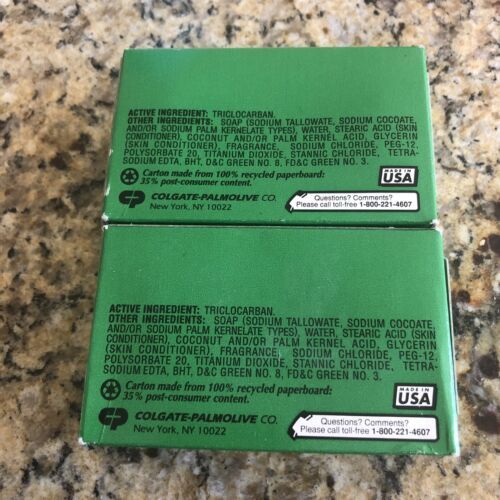 ACTIVE INGREDIENT: TRICLOCARBAN.
OTHER INGREDIENTS: SOAP (SODIUM TALLOWATE, SODIUM COCOATE,
AND/OR SODIUM PALM KERNELATE TYPES), WATER, STEARIC ACID (SKIN
CONDITIONER), COCONUT AND/OR PALM KERNEL ACID, GLYCERIN
(SKIN CONDITIONER), FRAGRANCE, SODIUM CHLORIDE, PEG-12,
POLYSORBATE 20, TITANIUM DIOXIDE, STANNIC CHLORIDE, TETRA-
SODIUM EDTA, BHT, D&C GREEN NO. 8, FD&C GREEN NO. 3.
Carton made from 100% recycled paperboard:
35% post-consumer content.
MADE IN
USA
CP
COLGATE-PALMOLIVE CO.
New York, NY 10022
Questions? Comments?
Please call toll-free 1-800-221-4607
ACTIVE INGREDIENT: TRICLOCARBAN.
OTHER INGREDIENTS: SOAP (SODIUM TALLOWATE, SODIUM COCOATE,
AND/OR SODIUM PALM KERNELATE TYPES), WATER, STEARIC ACID (SKIN
CONDITIONER), COCONUT AND/OR PALM KERNEL ACID, GLYCERIN
(SKIN CONDITIONER), FRAGRANCE, SODIUM CHLORIDE, PEG-12,
POLYSORBATE 20, TITANIUM DIOXIDE, STANNIC CHLORIDE, TETRA-
SODIUM EDTA, BHT, D&C GREEN NO. 8, FD&C GREEN NO. 3.
Carton made from 100% recycled paperboard:
35% post-consumer content.
MADE IN
USA
CP
COLGATE-PALMOLIVE CO.
New York, NY 10022
Questions? Comments?
Please call toll-free 1-800-221-4607